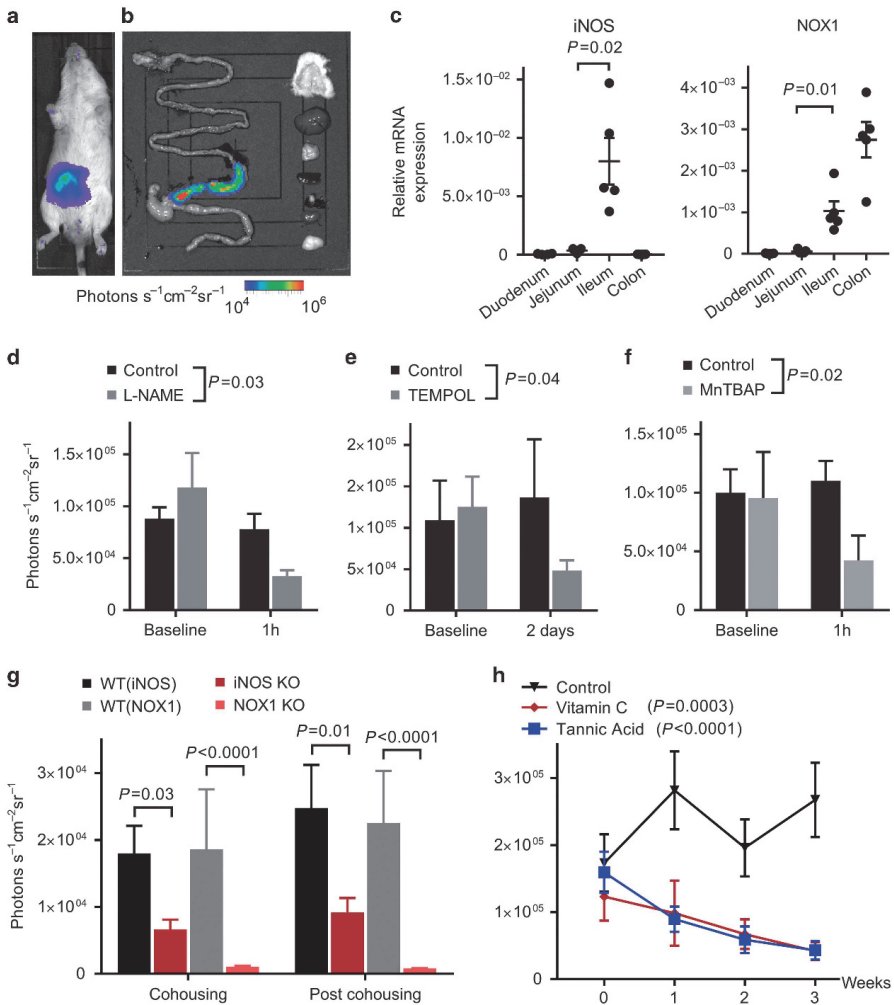 a
b
Photons s⁻¹cm⁻²sr⁻¹
10⁴
10⁶
c
iNOS
P=0.02
Relative mRNA
expression
1.5×10⁻⁰²
1×10⁻⁰²
5.0×10⁻⁰³
0
Duodenum
Jejunum
Ileum
Colon
NOX1
P=0.01
4×10⁻⁰³
3×10⁻⁰³
1×10⁻⁰³
1×10⁻⁰³
0
Duodenum
Jejunum
Ileum
Colon
d
Control
L-NAME
P=0.03
Photons s⁻¹cm⁻²sr⁻¹
1.5×10⁰⁵
1×10⁰⁵
5.0×10⁰⁴
0
Baseline
1h
e
Control
TEMPOL
P=0.04
2×10⁰⁵
2×10⁰⁵
1×10⁰⁵
5×10⁰⁴
0
Baseline
2 days
f
Control
MnTBAP
P=0.02
1.5×10⁰⁵
1×10⁰⁵
5×10⁰⁴
0
Baseline
1h
g
WT(iNOS)
iNOS KO
WT(NOX1)
NOX1 KO
Photons s⁻¹cm⁻²sr⁻¹
3×10⁰⁴
2×10⁰⁴
1×10⁰⁴
0
P=0.03
P<0.0001
P=0.01
P<0.0001
Cohousing
Post cohousing
h
Control
Vitamin C (P=0.0003)
Tannic Acid (P<0.0001)
3×10⁰⁵
2×10⁰⁵
1×10⁰⁵
0
0 1 2 3 Weeks